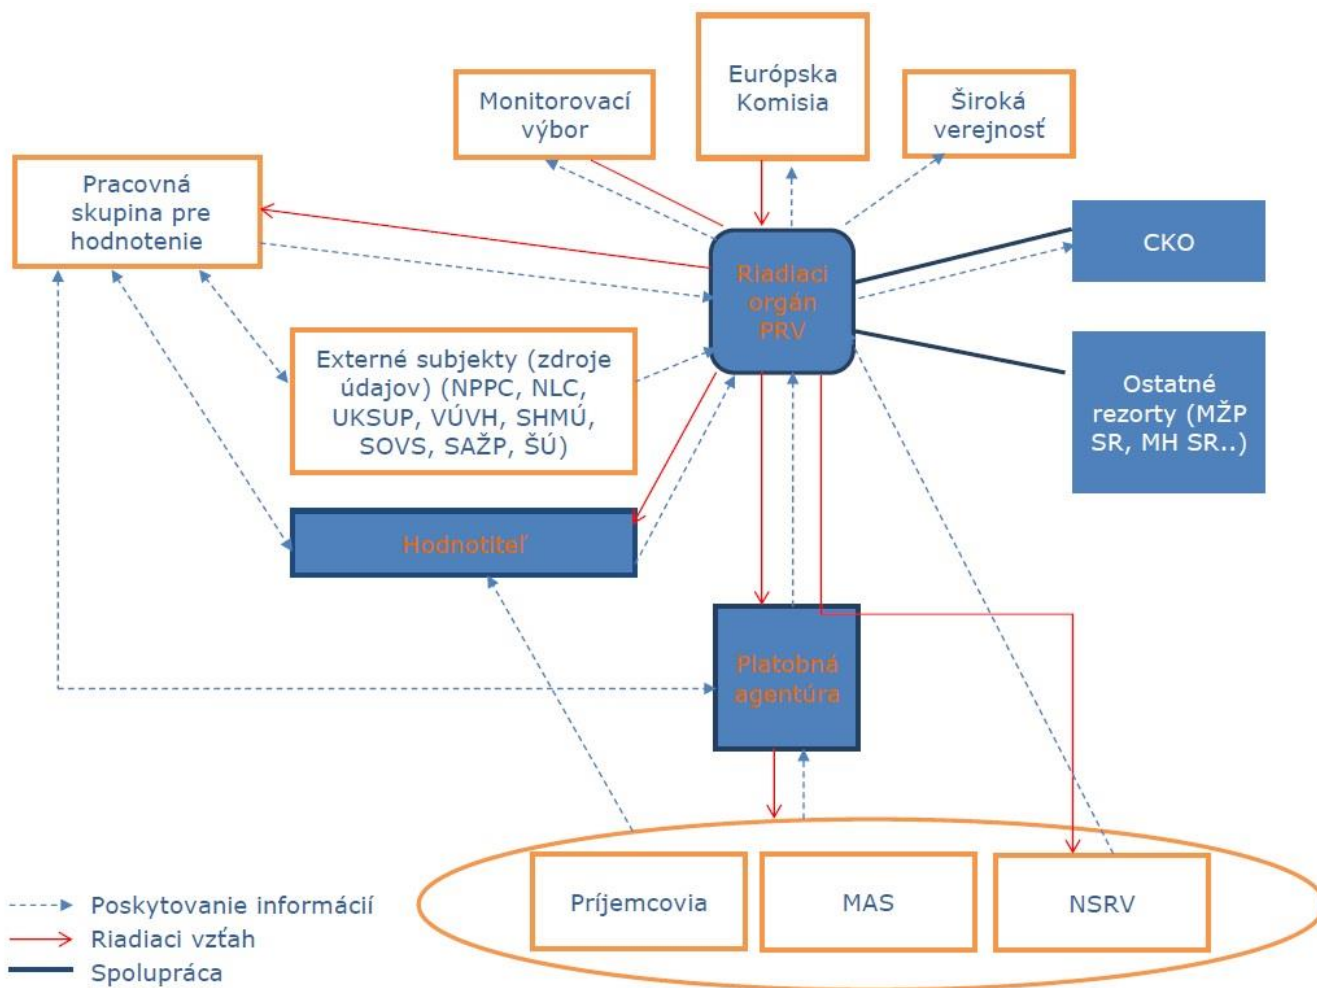 Monitorovací
výbor
Európska
Komisia
Široká
verejnosť
Pracovná
skupina pre
hodnotenie
Riadiaci
orgán
PRV
CKO
Externé subjekty (zdroje
údajov) (NPPC, NLC,
UKSUP, VÚVH, SHMÚ,
SOVS, SAŽP, ŠÚ)
Ostatné
rezorty (MŽP
SR, MH SR..)
Hodnotiteľ
Platobná
agentúra
Príjemcovia
MAS
NSRV
Poskytovanie informácií
Riadiaci vzťah
Spolupráca